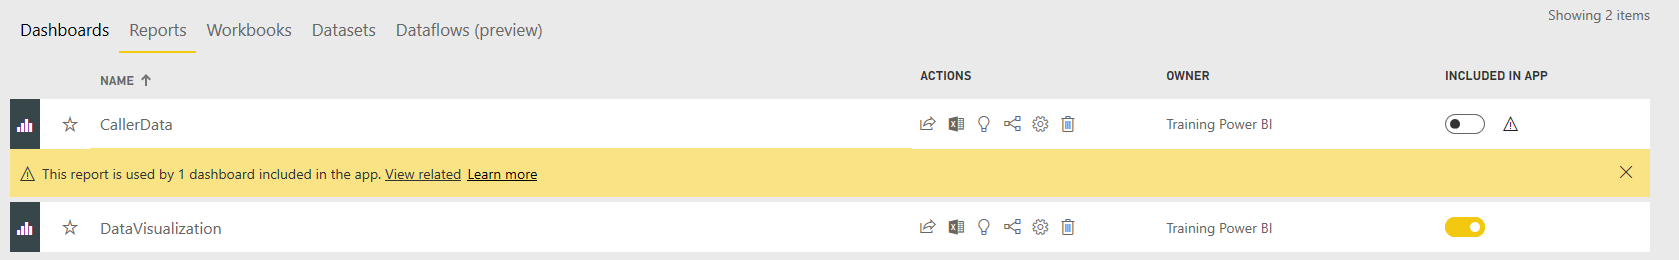 Showing 2 items
Dashboards Reports Workbooks Datasets Dataflows (preview)
NAME ACTIONS OWNER INCLUDED IN APP
CallerData Training Power BI
This report is used by 1 dashboard included in the app. View related Learn more
DataVisualization Training Power BI